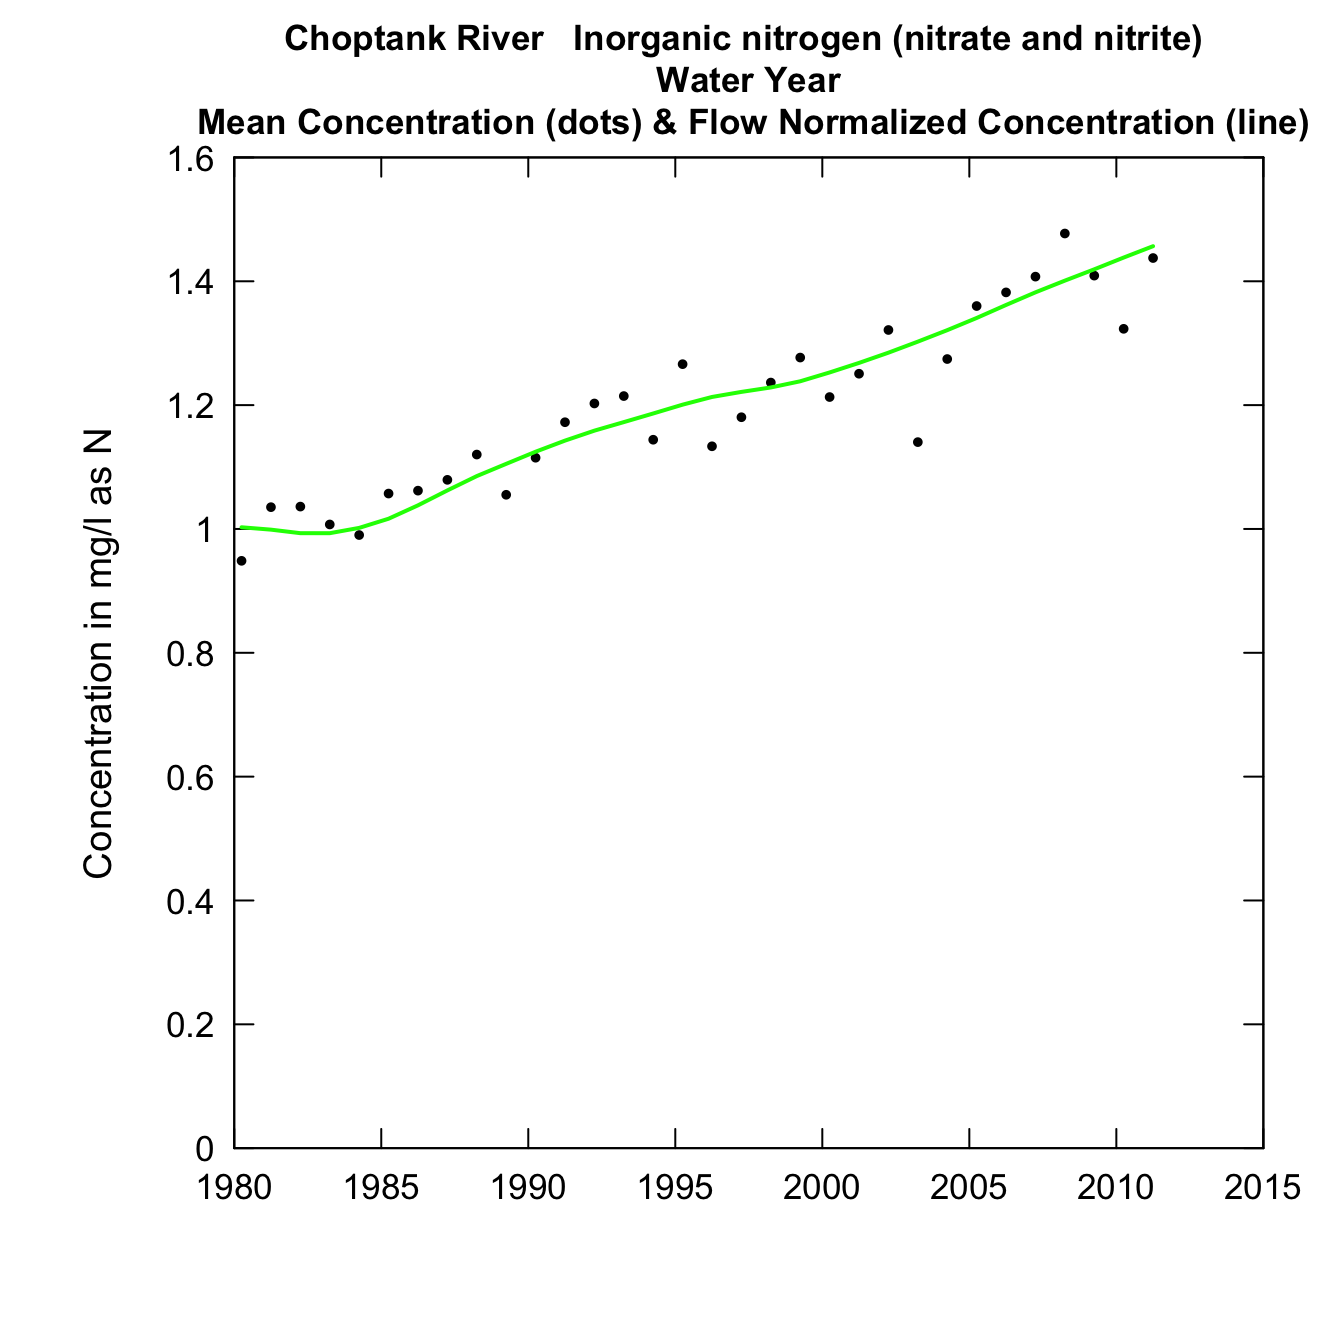 Choptank River   Inorganic nitrogen (nitrate and nitrite)
Water Year
Mean Concentration (dots) & Flow Normalized Concentration (line)
Concentration in mg/l as N
1.6
1.4
1.2
1
0.8
0.6
0.4
0.2
0
1980 1985 1990 1995 2000 2005 2010 2015